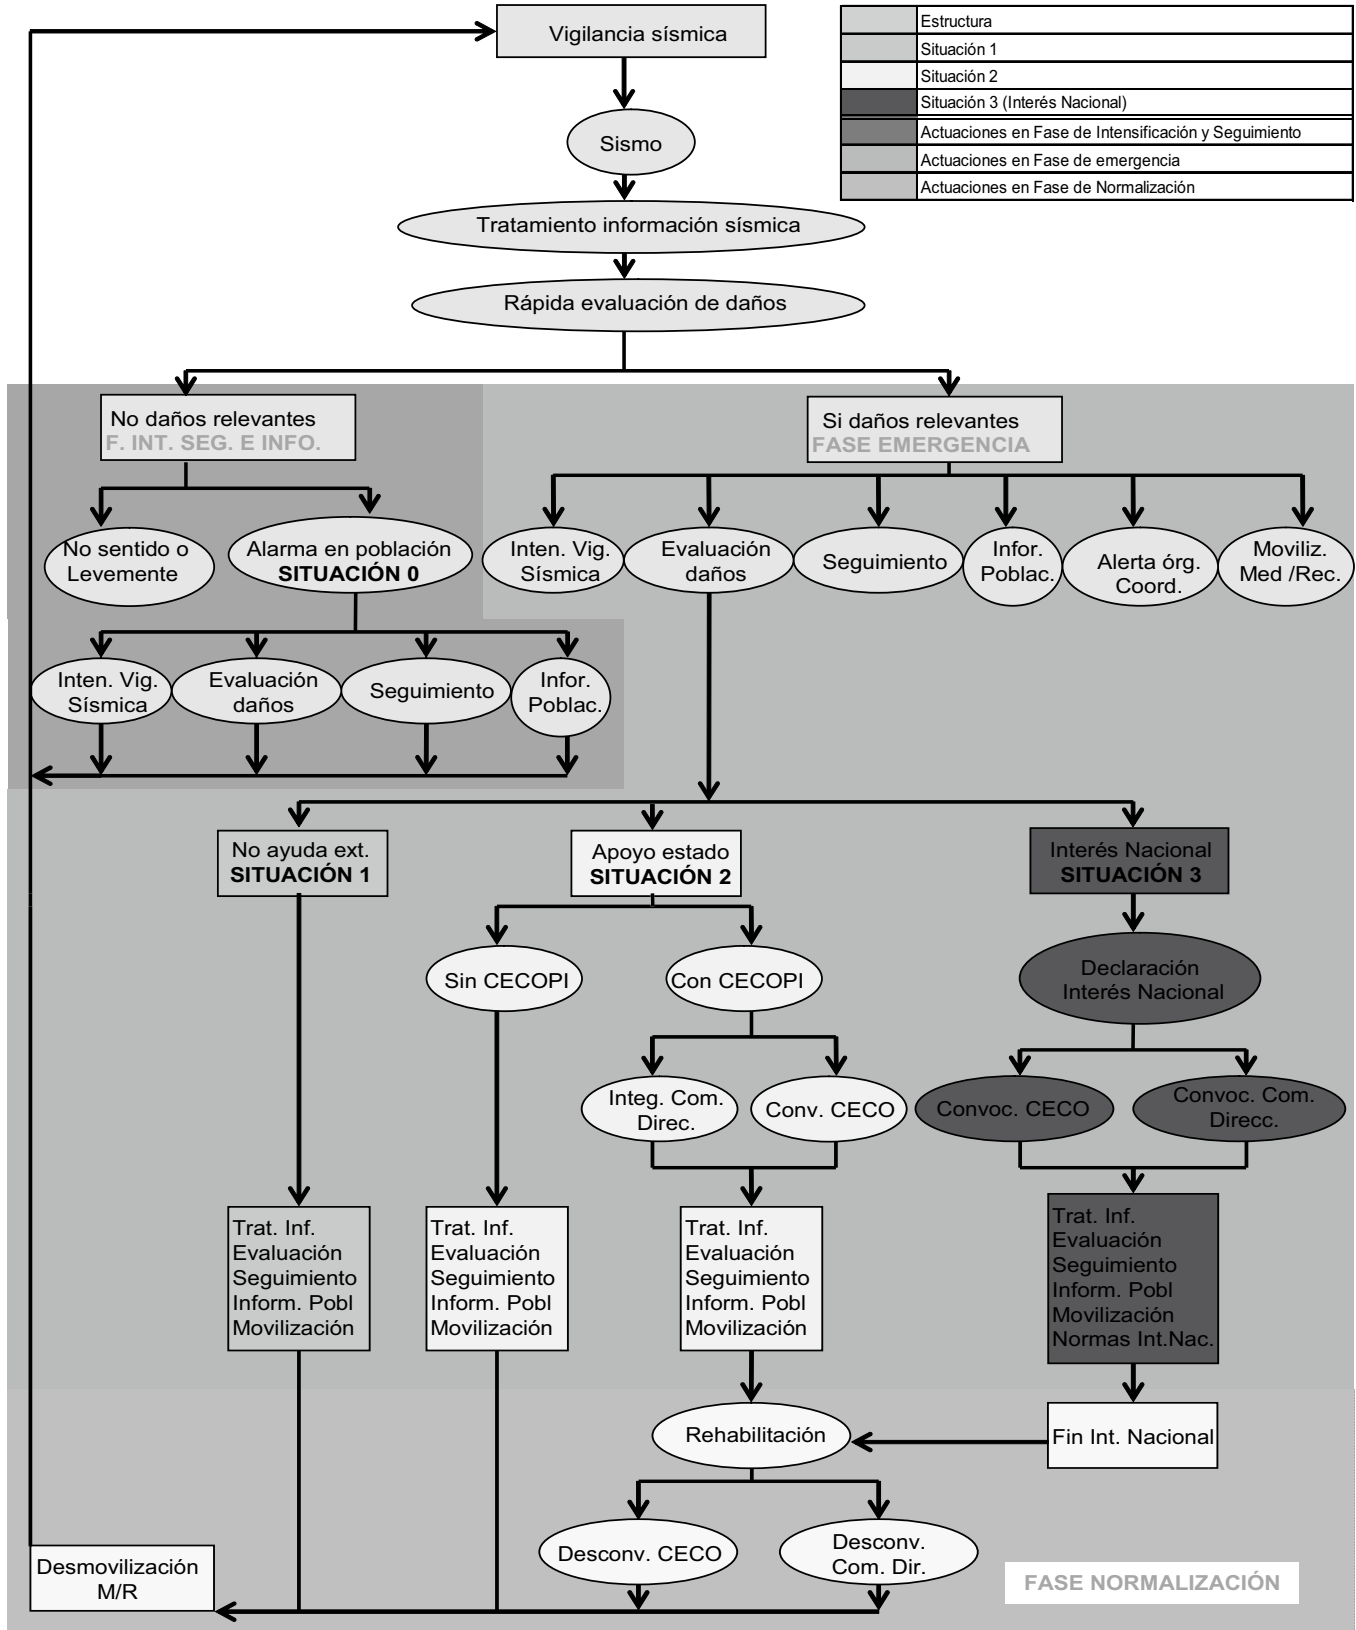 Vigilancia sísmica
Estructura
Situación 1
Situación 2
Situación 3 (Interés Nacional)
Actuaciones en Fase de Intensificación y Seguimiento
Actuaciones en Fase de emergencia
Actuaciones en Fase de Normalización
Sismo
Tratamiento información sísmica
Rápida evaluación de daños
No daños relevantes
F. INT. SEG. E INFO.
Si daños relevantes
FASE EMERGENCIA
No sentido o
Levemente
Alarma en población
SITUACIÓN 0
Inten. Vig.
Sísmica
Evaluación
daños
Seguimiento
Infor.
Poblac.
Alerta órg.
Coord.
Moviliz.
Med /Rec.
Inten. Vig.
Sísmica
Evaluación
daños
Seguimiento
Infor.
Poblac.
No ayuda ext.
SITUACIÓN 1
Apoyo estado
SITUACIÓN 2
Interés Nacional
SITUACIÓN 3
Sin CECOPI
Con CECOPI
Declaración
Interés Nacional
Integ. Com.
Direc.
Conv. CECO
Convoc. CECO
Convoc. Com.
Direcc.
Trat. Inf.
Evaluación
Seguimiento
Inform. Pobl
Movilización
Trat. Inf.
Evaluación
Seguimiento
Inform. Pobl
Movilización
Trat. Inf.
Evaluación
Seguimiento
Inform. Pobl
Movilización
Trat. Inf.
Evaluación
Seguimiento
Inform. Pobl
Movilización
Normas Int.Nac.
Rehabilitación
Fin Int. Nacional
Desconv. CECO
Desconv.
Com. Dir.
Desmovilización
M/R
FASE NORMALIZACIÓN